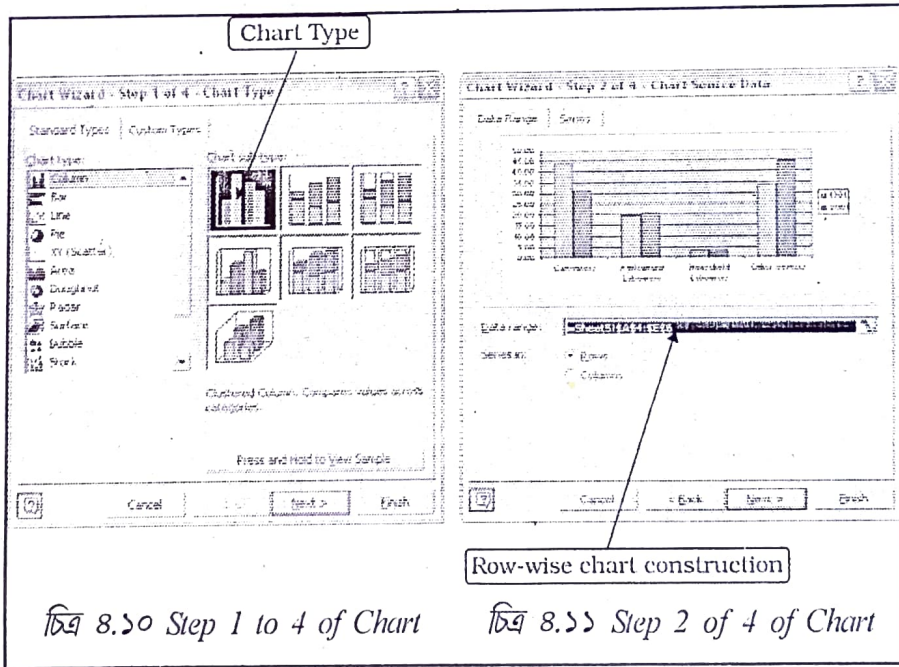 Chart Type
Chart Wizard - Step 1 of 4 - Chart Type
Standard Types Custom Types
Chart type:
Chart sub-type:
Column
Bar
Line
Pie
XY (Scatter)
Area
Doughnut
Radar
Surface
Bubble
Stock
Clustered Column. Compares values across
categories.
Press and Hold to View Sample
Cancel
Next >
Finish
Chart Wizard - Step 2 of 4 - Chart Source Data
Data Range Series
Data range:
Series in:
Rows
Columns
Cancel
< Back
Next >
Finish
Row-wise chart construction
চিত্র ৪.১০ Step 1 to 4 of Chart
চিত্র ৪.১১ Step 2 of 4 of Chart